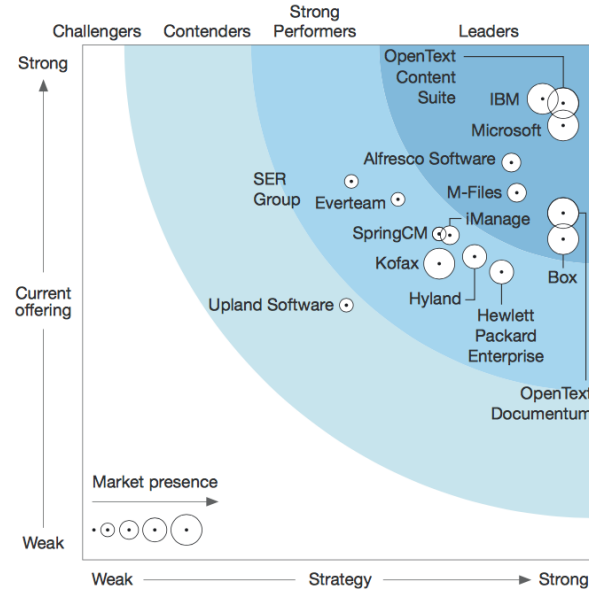 Challengers
Contenders
Strong
Performers
Leaders
Strong
OpenText
Content
Suite
IBM
Microsoft
Alfresco Software
M-Files
SER
Group
Everteam
iManage
SpringCM
Kofax
Box
Hyland
Current
offering
Upland Software
Hewlett
Packard
Enterprise
OpenText
Documentum
Market presence
Weak
Weak
Strategy
Strong